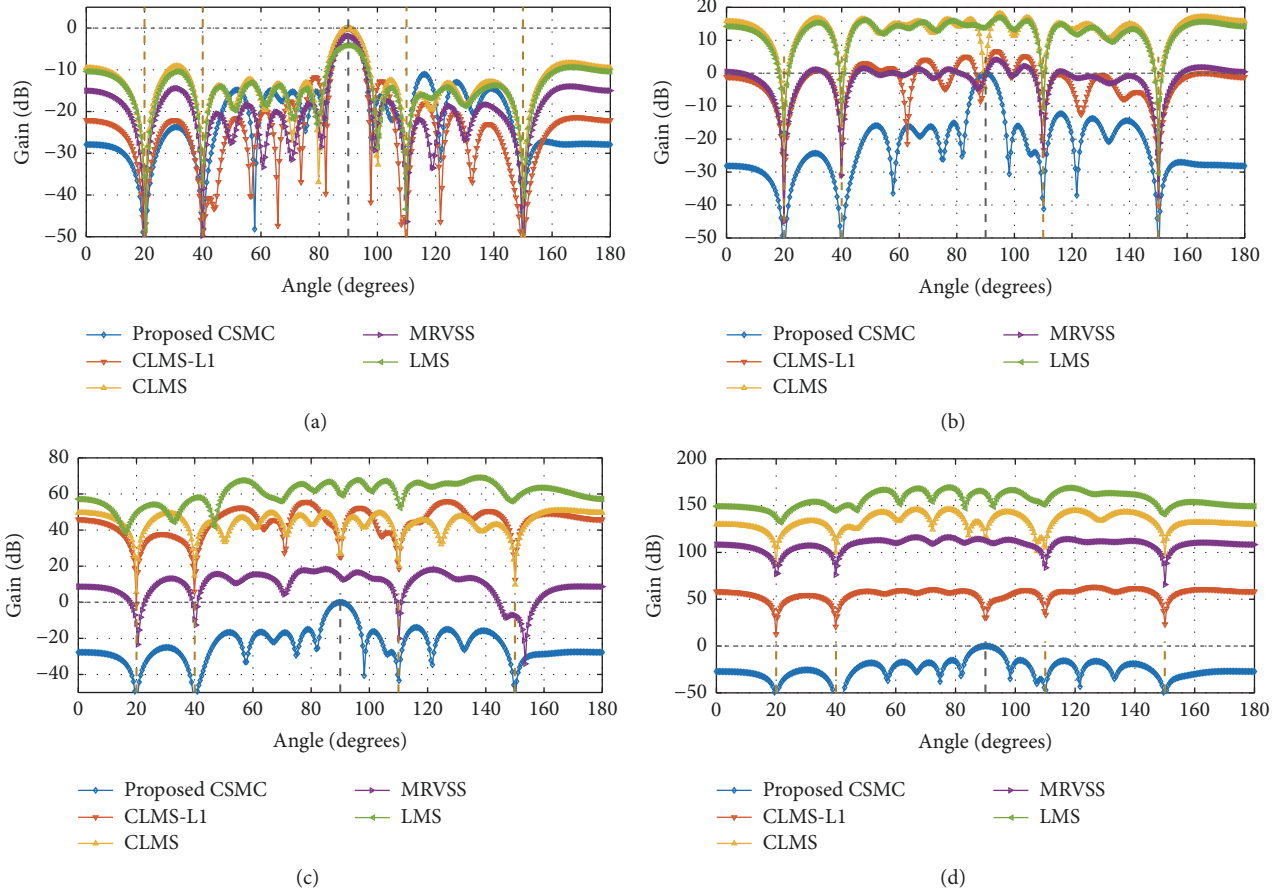 0
−10
−20
−30
−40
−50
Gain (dB)
0 20 40 60 80 100 120 140 160 180
Angle (degrees)
Proposed CSMC
CLMS-L1
CLMS
MRVSS
LMS
(a)
20
10
0
−10
−20
−30
−40
−50
Gain (dB)
0 20 40 60 80 100 120 140 160 180
Angle (degrees)
Proposed CSMC
CLMS-L1
CLMS
MRVSS
LMS
(b)
80
60
40
20
0
−20
−40
Gain (dB)
0 20 40 60 80 100 120 140 160 180
Angle (degrees)
Proposed CSMC
CLMS-L1
CLMS
MRVSS
LMS
(c)
200
150
100
50
0
−50
Gain (dB)
0 20 40 60 80 100 120 140 160 180
Angle (degrees)
Proposed CSMC
CLMS-L1
CLMS
MRVSS
LMS
(d)